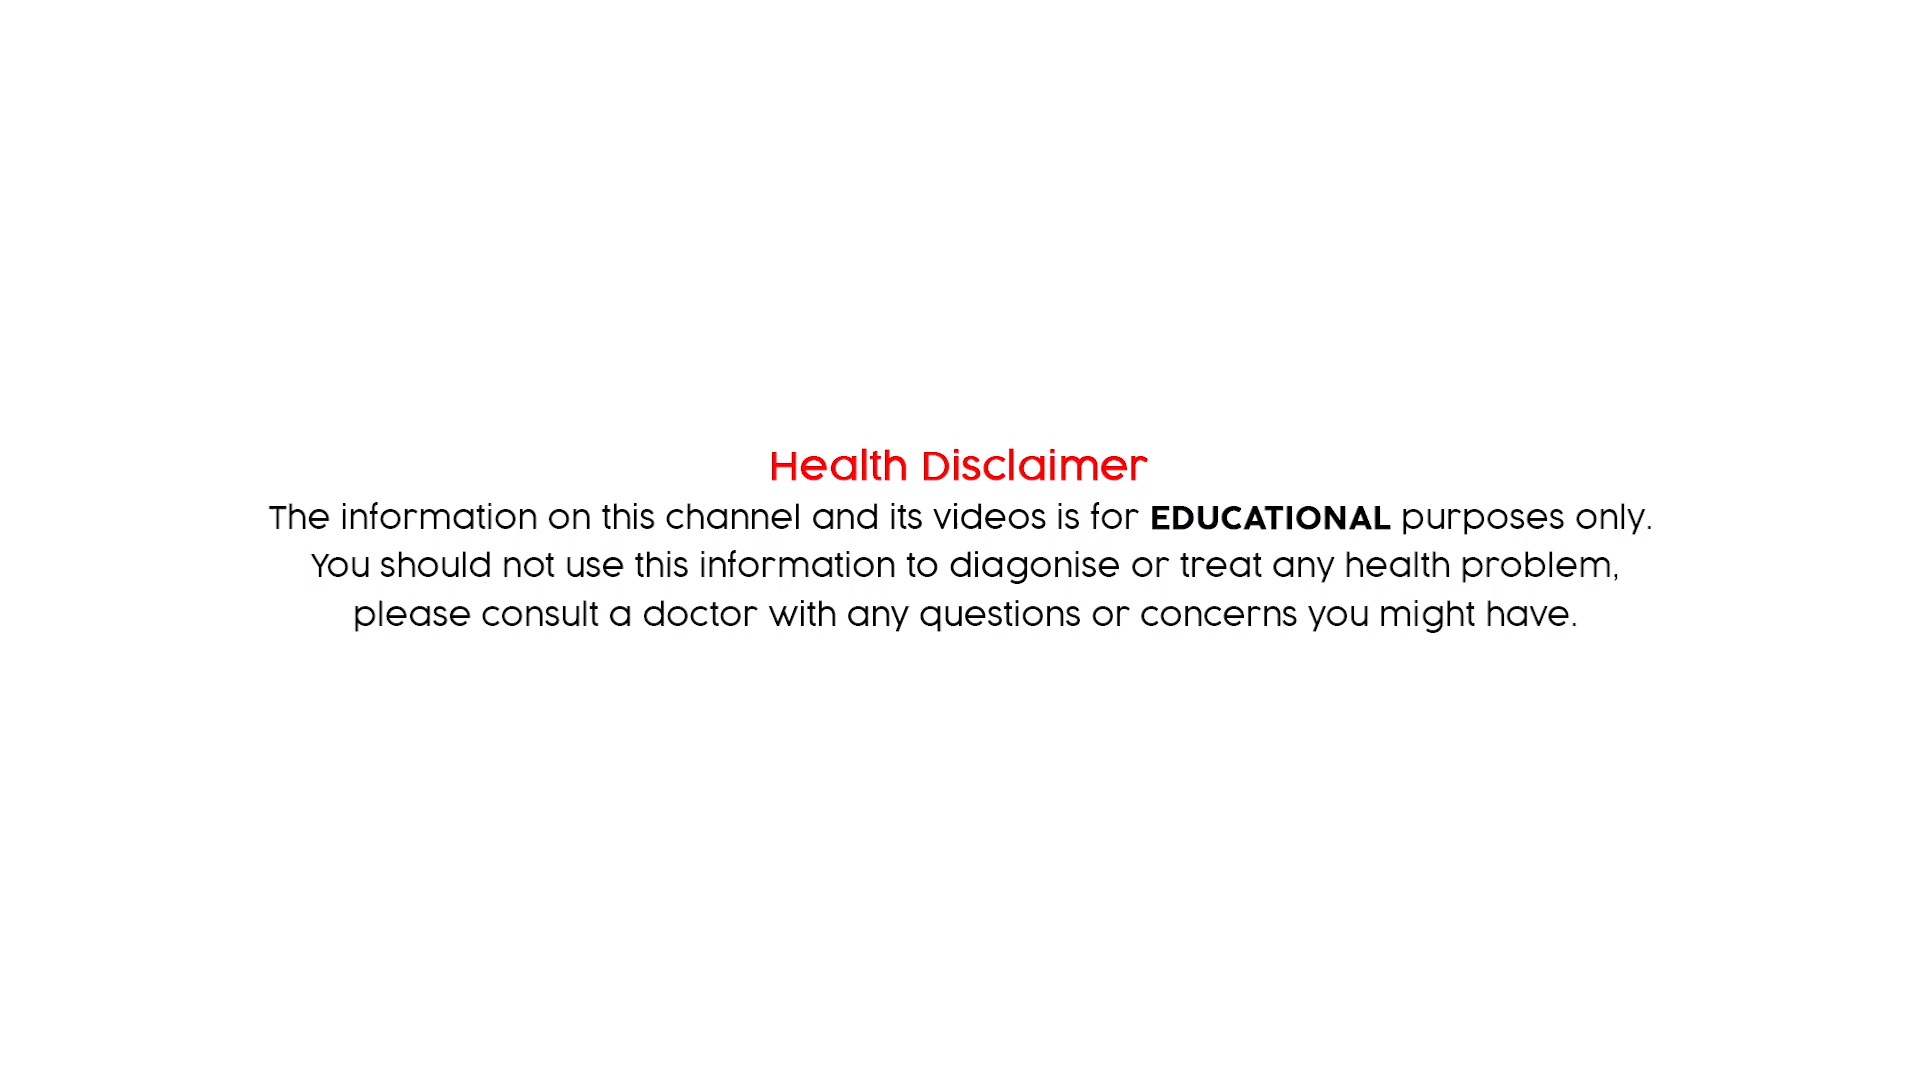 Health Disclaimer
The information on this channel and its videos is for EDUCATIONAL purposes only.
You should not use this information to diagonise or treat any health problem,
please consult a doctor with any questions or concerns you might have.